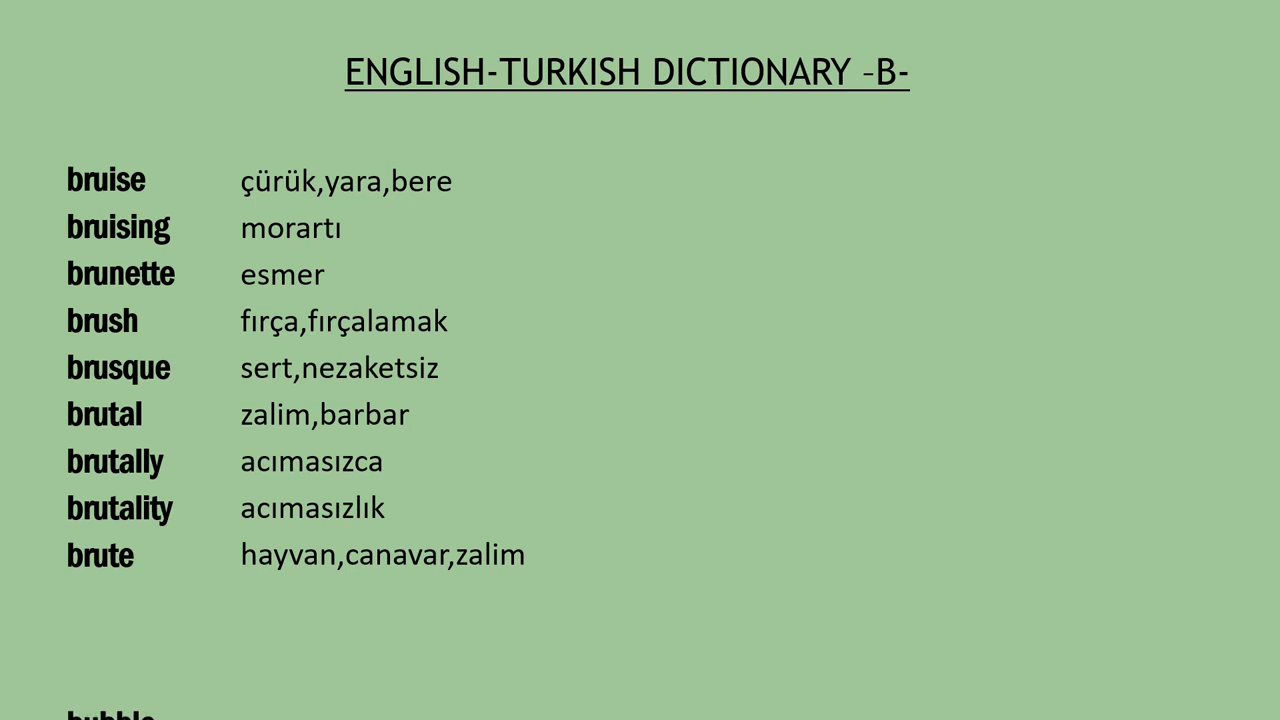 ENGLISH-TURKISH DICTIONARY -B-
bruise çürük,yara,bere
bruising morartı
brunette esmer
brush fırça,fırçalamak
brusque sert,nezaketsiz
brutal zalim,barbar
brutally acımasızca
brutality acımasızlık
brute hayvan,canavar,zalim
bubble